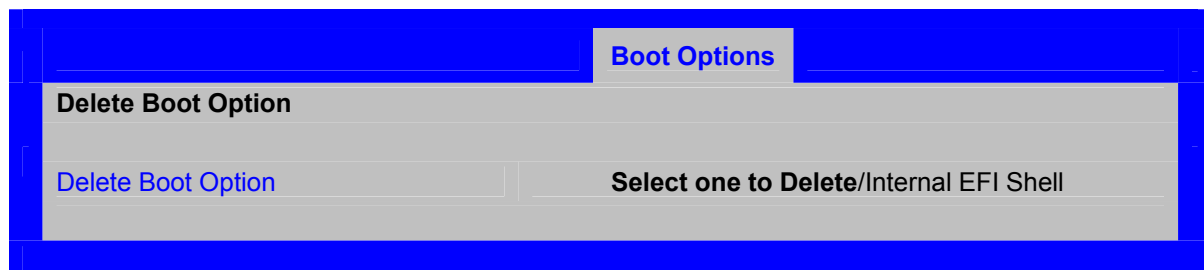 Boot Options
Delete Boot Option
Delete Boot Option Select one to Delete/Internal EFI Shell